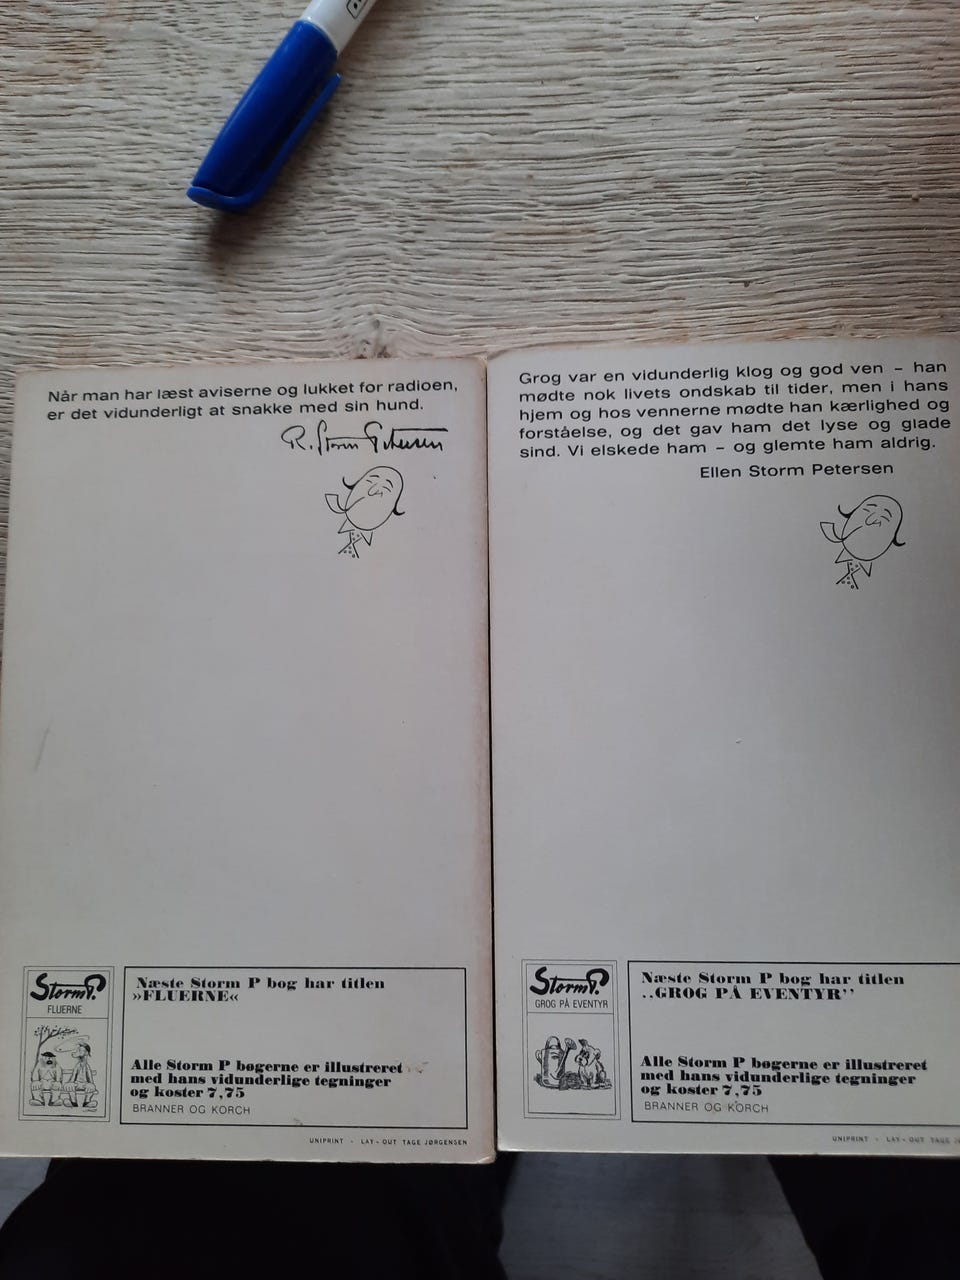 Når man har læst aviserne og lukket for radioen,
er det vidunderligt at snakke med sin hund.
R. Storm Petersen
Storm P.
FLUERNE
Næste Storm P bog har titlen
»FLUERNE«
Alle Storm P bøgerne er illustreret
med hans vidunderlige tegninger
og koster 7,75
BRANNER OG KORCH
UNIPRINT - LAY-OUT TAGE JØRGENSEN
Grog var en vidunderlig klog og god ven – han
mødte nok livets ondskab til tider, men i hans
hjem og hos vennerne mødte han kærlighed og
forståelse, og det gav ham det lyse og glade
sind. Vi elskede ham – og glemte ham aldrig.
Ellen Storm Petersen
Storm P.
GROG PÅ EVENTYR
Næste Storm P bog har titlen
,,GROG PÅ EVENTYR’’
Alle Storm P bøgerne er illustreret
med hans vidunderlige tegninger
og koster 7,75
BRANNER OG KORCH
UNIPRINT - LAY-OUT TAGE